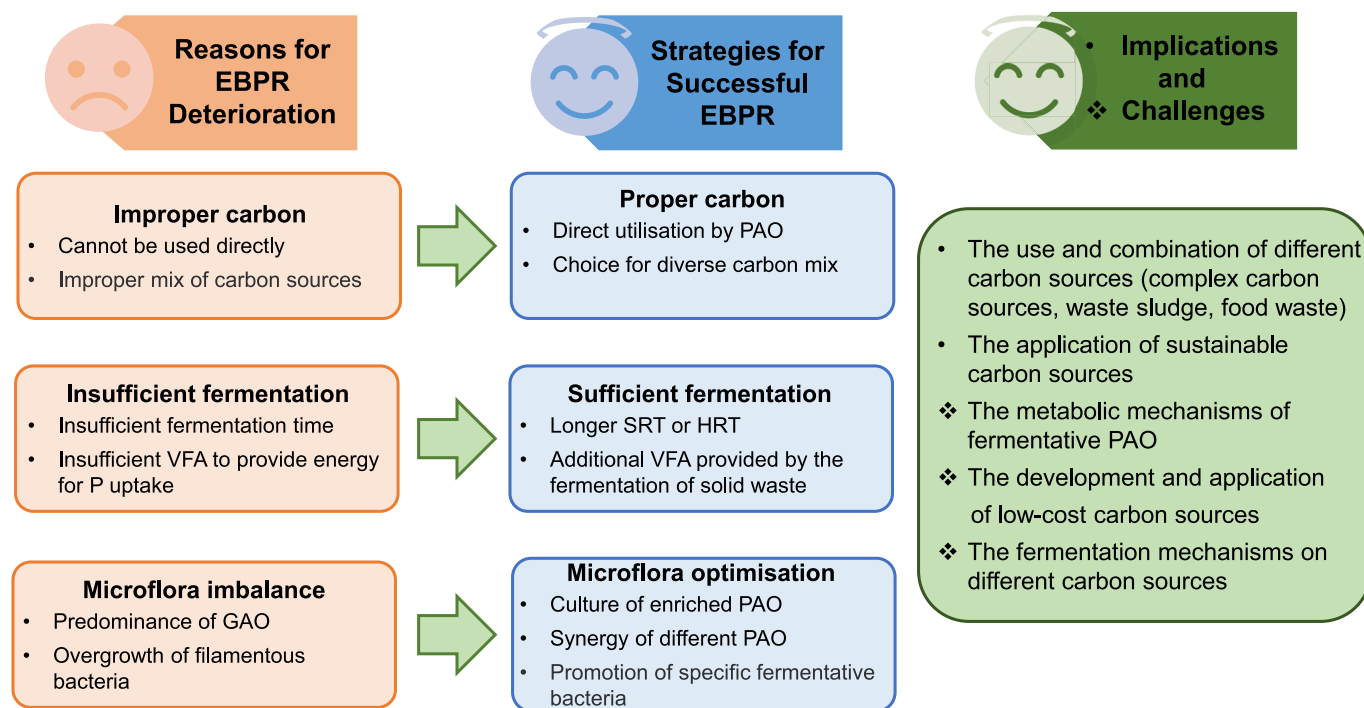 Reasons for
EBPR
Deterioration
Strategies for
Successful
EBPR
• Implications
and
❖ Challenges
Improper carbon
• Cannot be used directly
• Improper mix of carbon sources
Proper carbon
• Direct utilisation by PAO
• Choice for diverse carbon mix
Insufficient fermentation
• Insufficient fermentation time
• Insufficient VFA to provide energy
for P uptake
Sufficient fermentation
• Longer SRT or HRT
• Additional VFA provided by the
fermentation of solid waste
Microflora imbalance
• Predominance of GAO
• Overgrowth of filamentous
bacteria
Microflora optimisation
• Culture of enriched PAO
• Synergy of different PAO
• Promotion of specific fermentative
bacteria
• The use and combination of different
carbon sources (complex carbon
sources, waste sludge, food waste)
• The application of sustainable
carbon sources
❖ The metabolic mechanisms of
fermentative PAO
❖ The development and application
of low-cost carbon sources
❖ The fermentation mechanisms on
different carbon sources